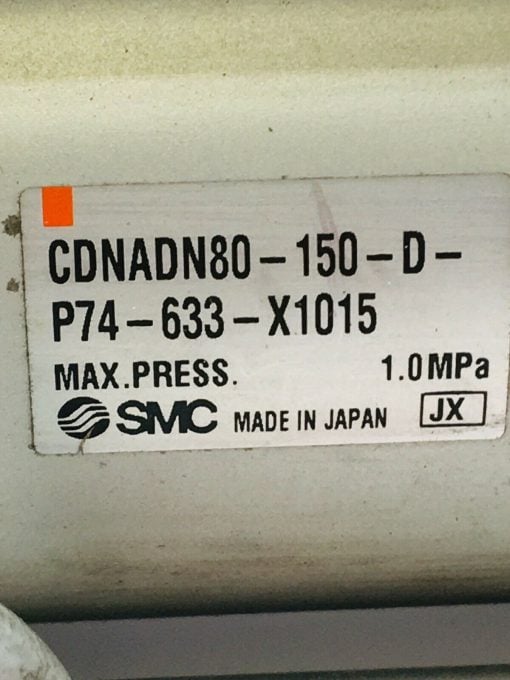 CDNADN80-150-D-
P74-633-X1015
MAX.PRESS. 1.0MPa
SMC MADE IN JAPAN JX